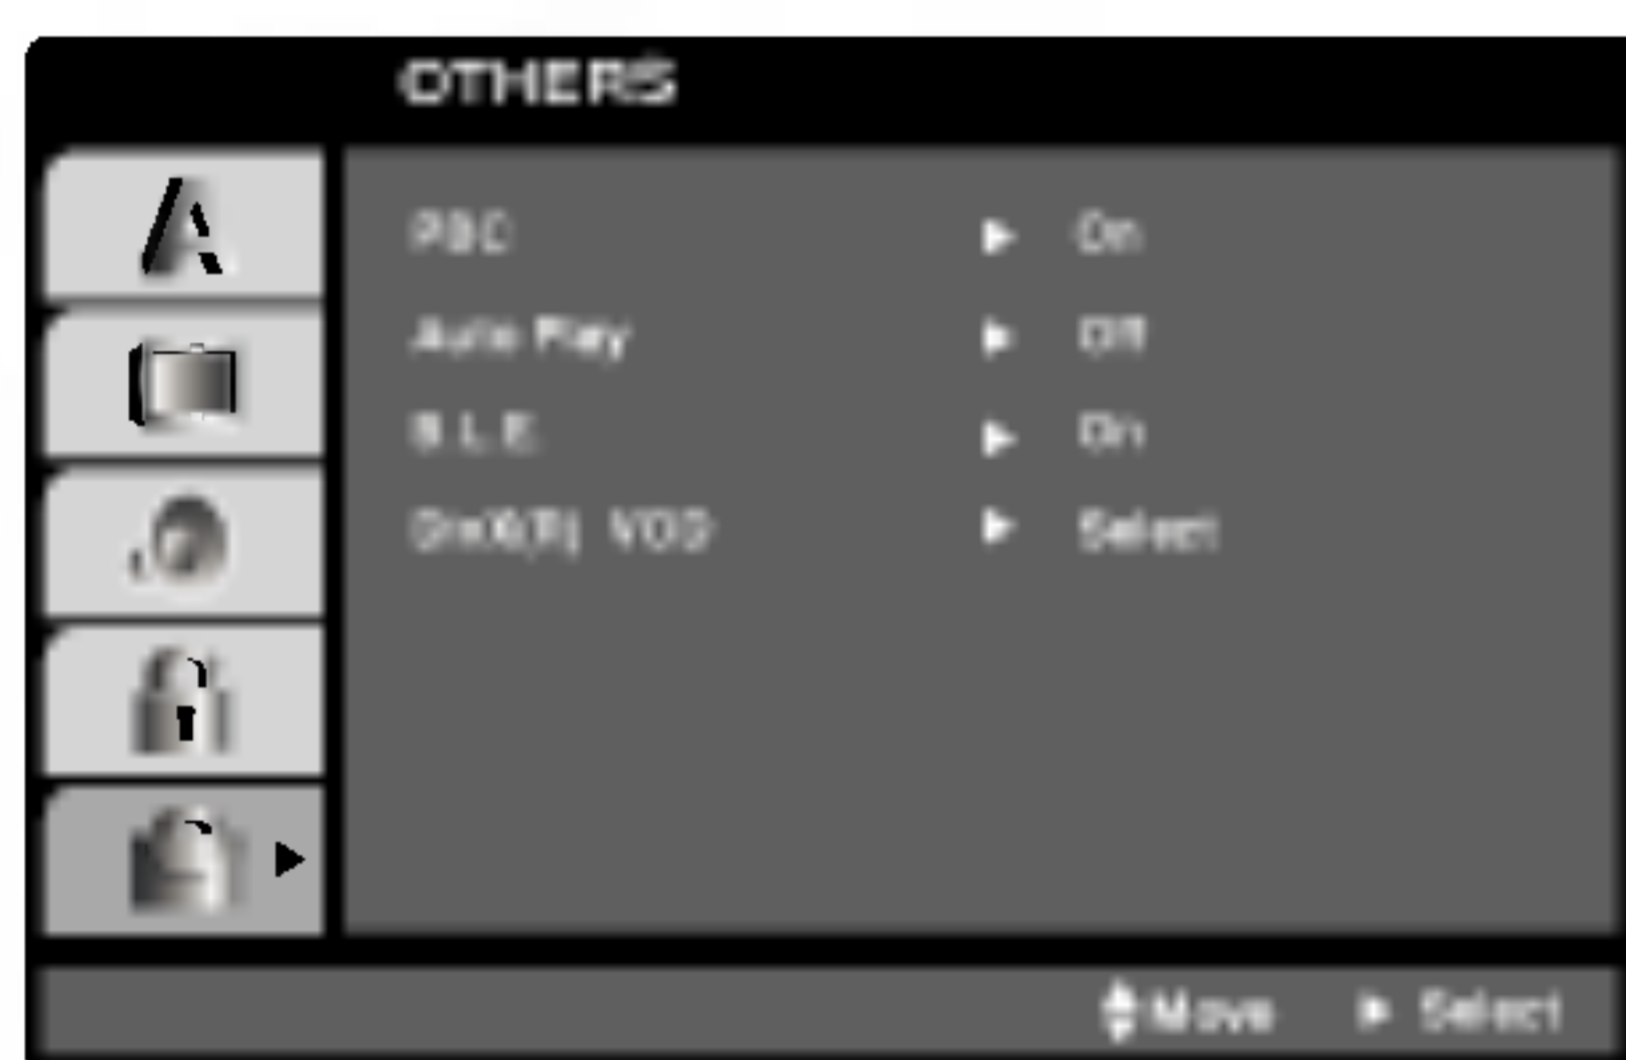 OTHERS
PBC On
Auto Play Off
B.L.E. On
DivX(R) VOD Select
Move Select